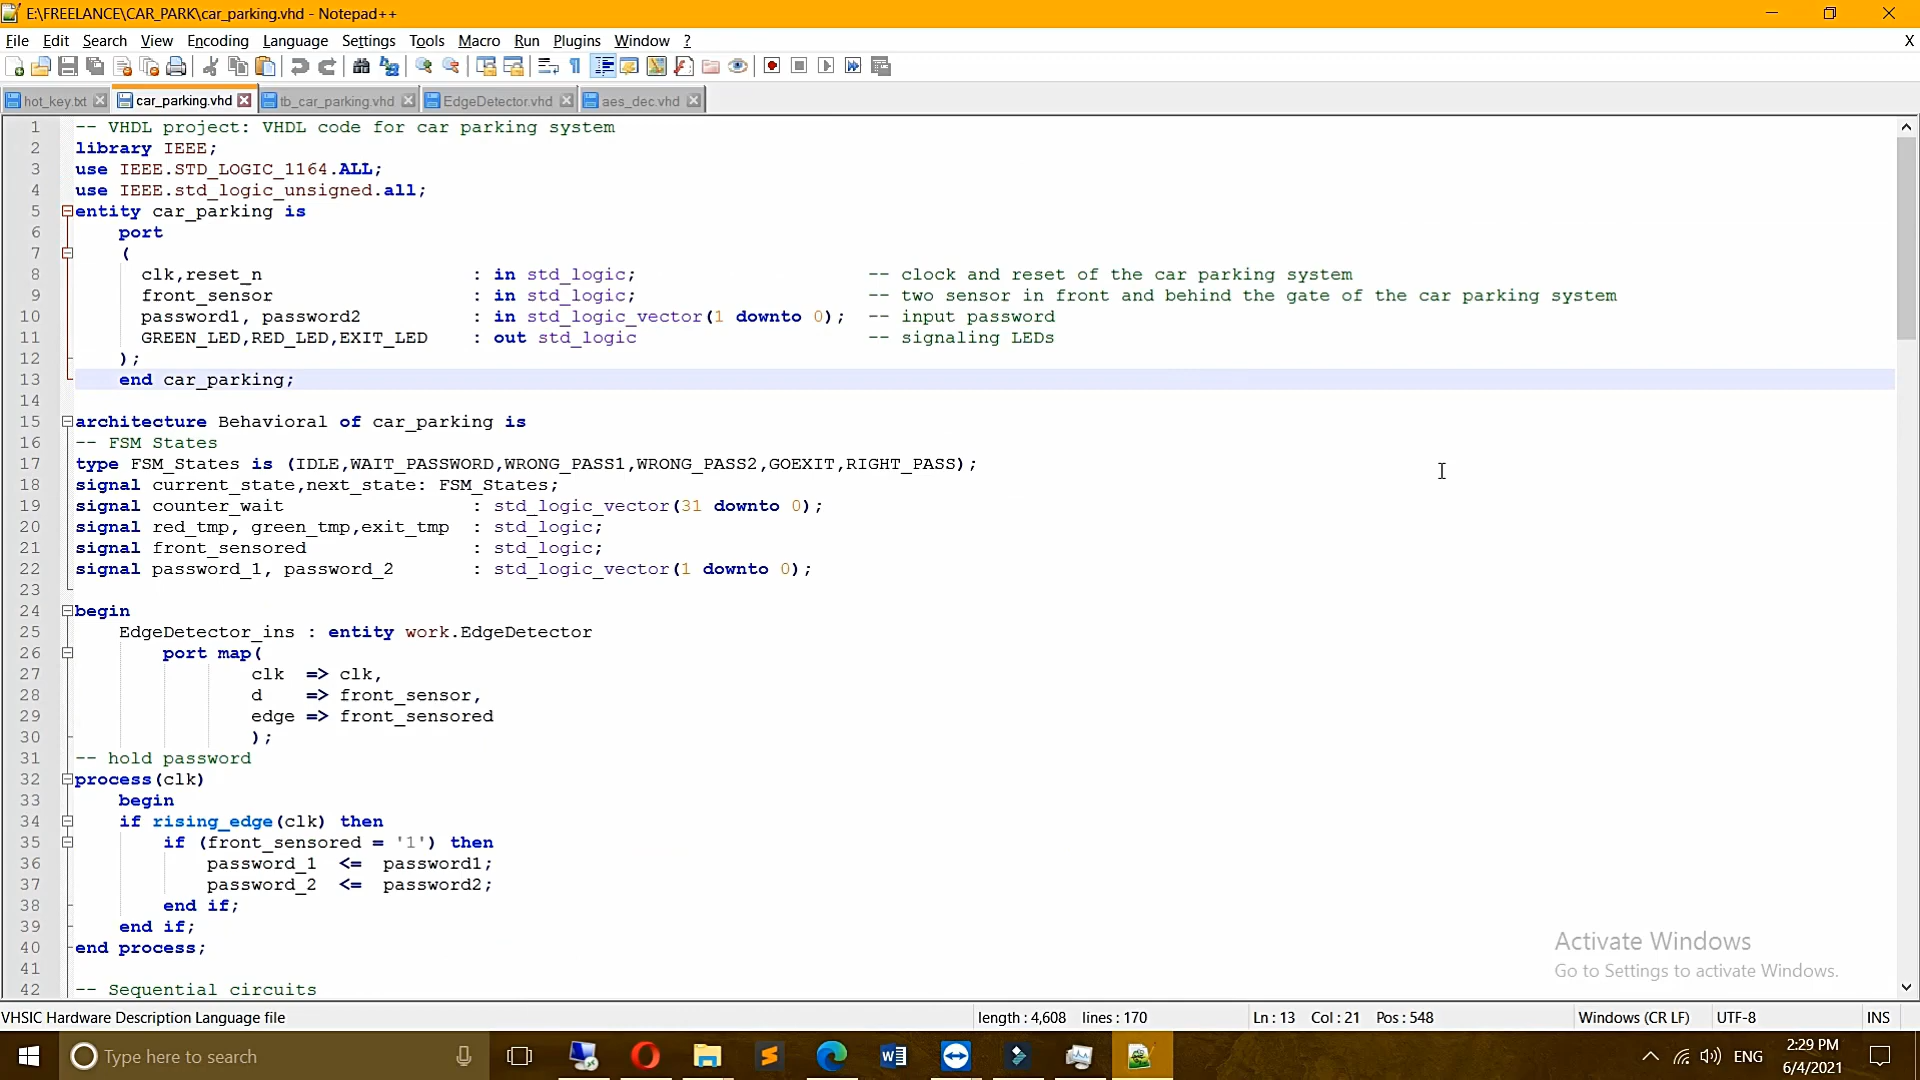 E:\FREELANCE\CAR_PARK\car_parking.vhd - Notepad++
File Edit Search View Encoding Language Settings Tools Macro Run Plugins Window ? X
hot_key.txt car_parking.vhd tb_car_parking.vhd EdgeDetector.vhd aes_dec.vhd
1 -- VHDL project: VHDL code for car parking system
2 library IEEE;
3 use IEEE.STD_LOGIC_1164.ALL;
4 use IEEE.std_logic_unsigned.all;
5 entity car_parking is
6 port
7 (
8 clk,reset_n : in std_logic; -- clock and reset of the car parking system
9 front_sensor : in std_logic; -- two sensor in front and behind the gate of the car parking system
10 password1, password2 : in std_logic_vector(1 downto 0); -- input password
11 GREEN_LED,RED_LED,EXIT_LED : out std_logic -- signaling LEDs
12 );
13 end car_parking;
14
15 architecture Behavioral of car_parking is
16 -- FSM States
17 type FSM_States is (IDLE,WAIT_PASSWORD,WRONG_PASS1,WRONG_PASS2,GOEXIT,RIGHT_PASS);
18 signal current_state,next_state: FSM_States;
19 signal counter_wait : std_logic_vector(31 downto 0);
20 signal red_tmp, green_tmp,exit_tmp : std_logic;
21 signal front_sensored : std_logic;
22 signal password_1, password_2 : std_logic_vector(1 downto 0);
23
24 begin
25 EdgeDetector_ins : entity work.EdgeDetector
26 port map(
27 clk => clk,
28 d => front_sensor,
29 edge => front_sensored
30 );
31 -- hold password
32 process(clk)
33 begin
34 if rising_edge(clk) then
35 if (front_sensored = '1') then
36 password_1 <= password1;
37 password_2 <= password2;
38 end if;
39 end if;
40 end process;
41
42 -- Sequential circuits
Activate Windows
Go to Settings to activate Windows.
VHSIC Hardware Description Language file length : 4,608 lines : 170 Ln : 13 Col : 21 Pos : 548 Windows (CR LF) UTF-8 INS
Type here to search ENG 2:29 PM
6/4/2021